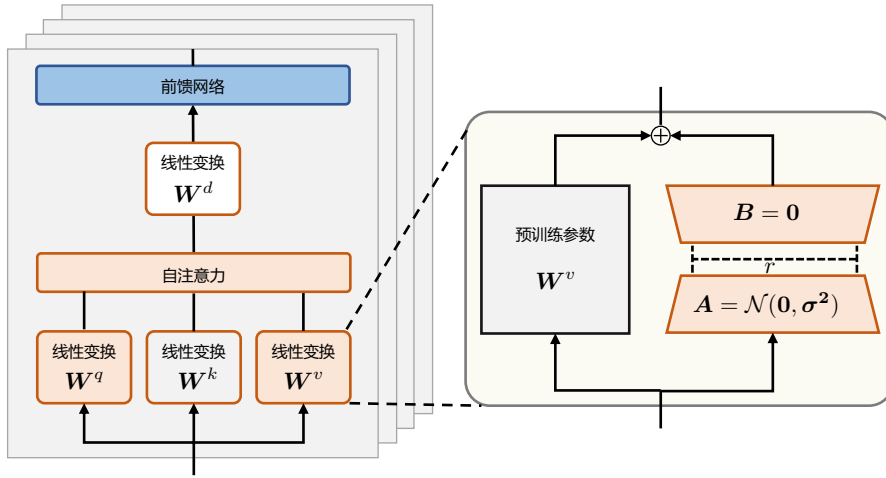 前馈网络
线性变换
W^d
自注意力
线性变换
W^q
线性变换
W^k
线性变换
W^v
预训练参数
W^v
B = 0
r
A = N(0, σ^2)